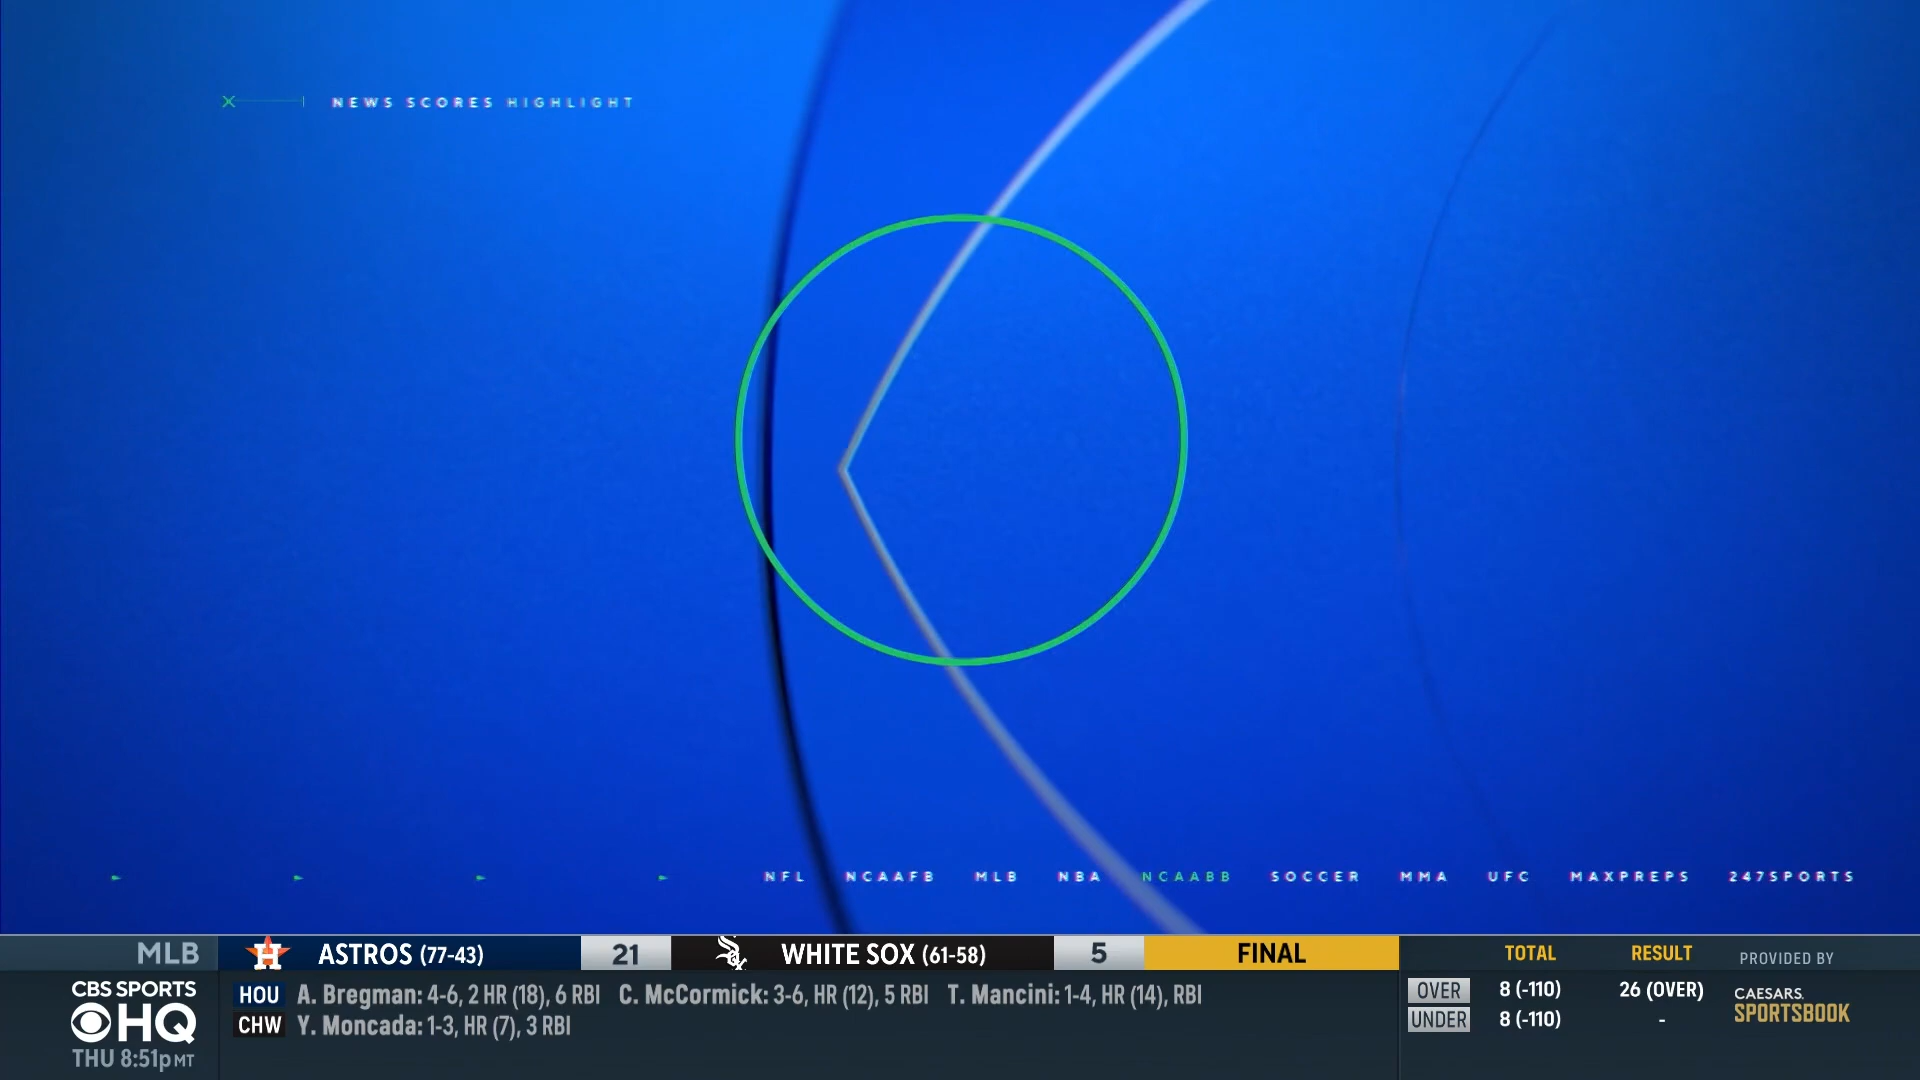 NEWS SCORES HIGHLIGHT
NFL NCAAFB MLB NBA NCAABB SOCCER MMA UFC MAXPREPS 247SPORTS
MLB ASTROS (77-43) 21 WHITE SOX (61-58) 5 FINAL TOTAL RESULT PROVIDED BY
CBS SPORTS HQ
THU 8:51p MT
HOU A. Bregman: 4-6, 2 HR (18), 6 RBI C. McCormick: 3-6, HR (12), 5 RBI T. Mancini: 1-4, HR (14), RBI
CHW Y. Moncada: 1-3, HR (7), 3 RBI
OVER 8 (-110) 26 (OVER)
UNDER 8 (-110) -
CAESARS
SPORTSBOOK